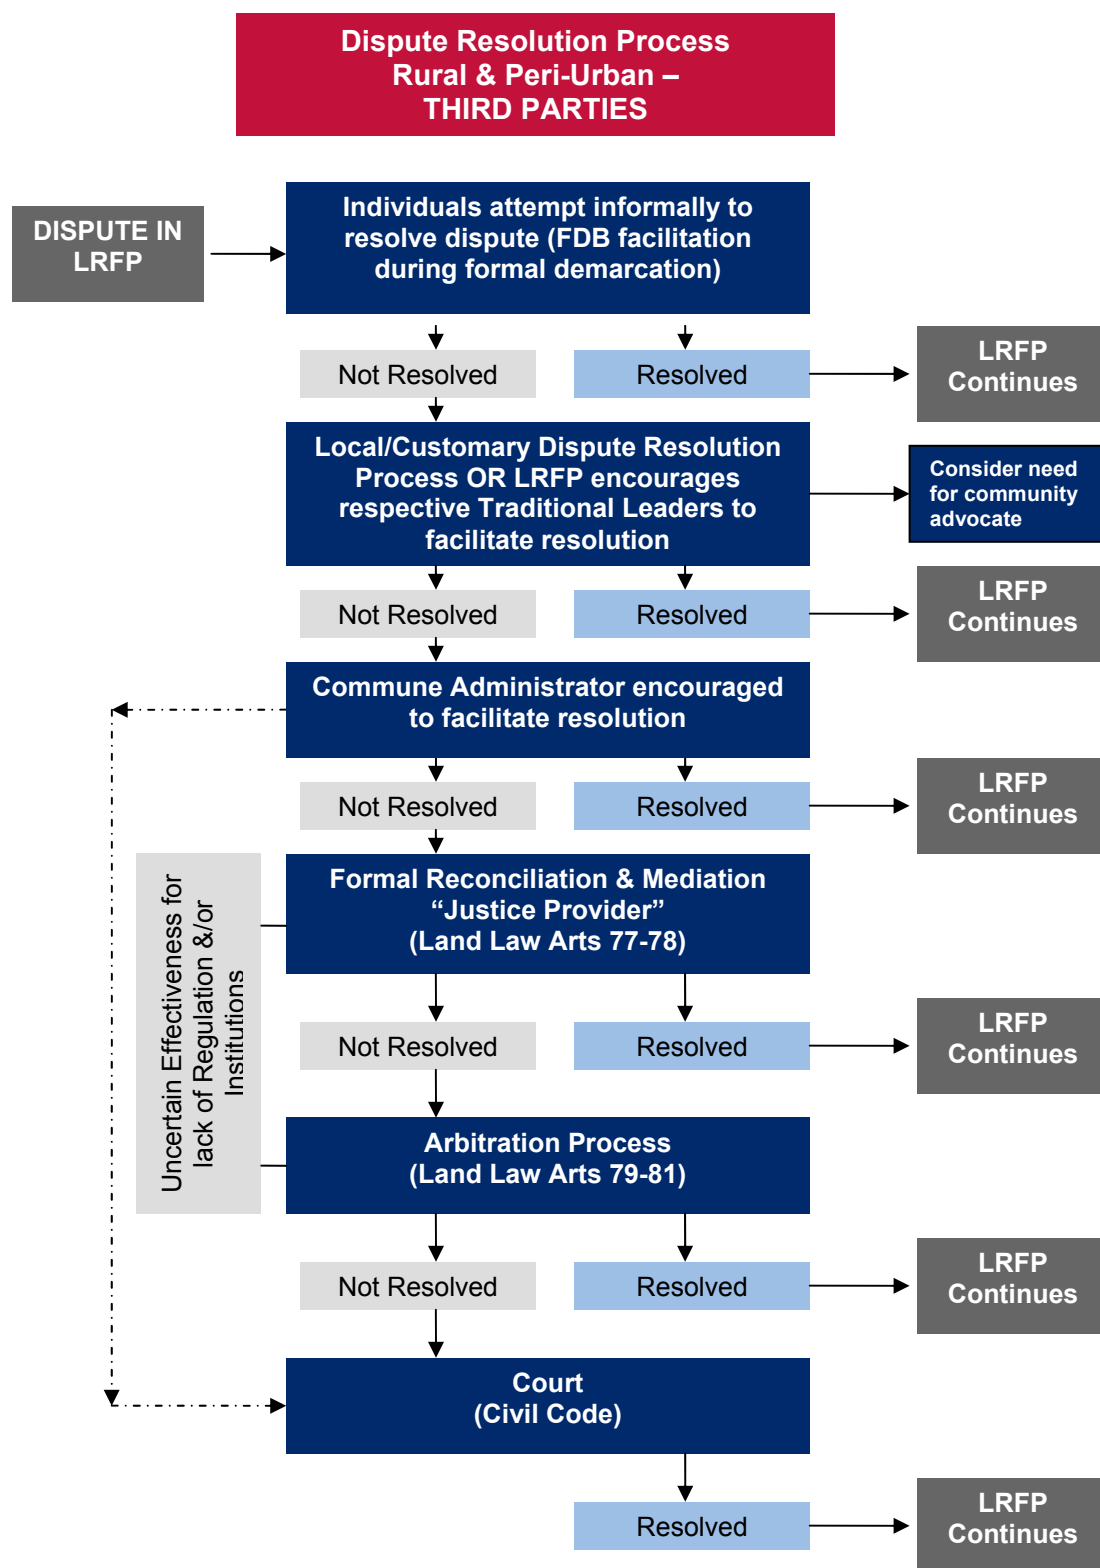 Dispute Resolution Process
Rural & Peri-Urban –
THIRD PARTIES
DISPUTE IN
LRFP
Individuals attempt informally to
resolve dispute (FDB facilitation
during formal demarcation)
Not Resolved
Resolved
LRFP
Continues
Local/Customary Dispute Resolution
Process OR LRFP encourages
respective Traditional Leaders to
facilitate resolution
Consider need
for community
advocate
Not Resolved
Resolved
LRFP
Continues
Commune Administrator encouraged
to facilitate resolution
Not Resolved
Resolved
LRFP
Continues
Uncertain Effectiveness for
lack of Regulation &/or
Institutions
Formal Reconciliation & Mediation
“Justice Provider”
(Land Law Arts 77-78)
Not Resolved
Resolved
LRFP
Continues
Arbitration Process
(Land Law Arts 79-81)
Not Resolved
Resolved
LRFP
Continues
Court
(Civil Code)
Resolved
LRFP
Continues